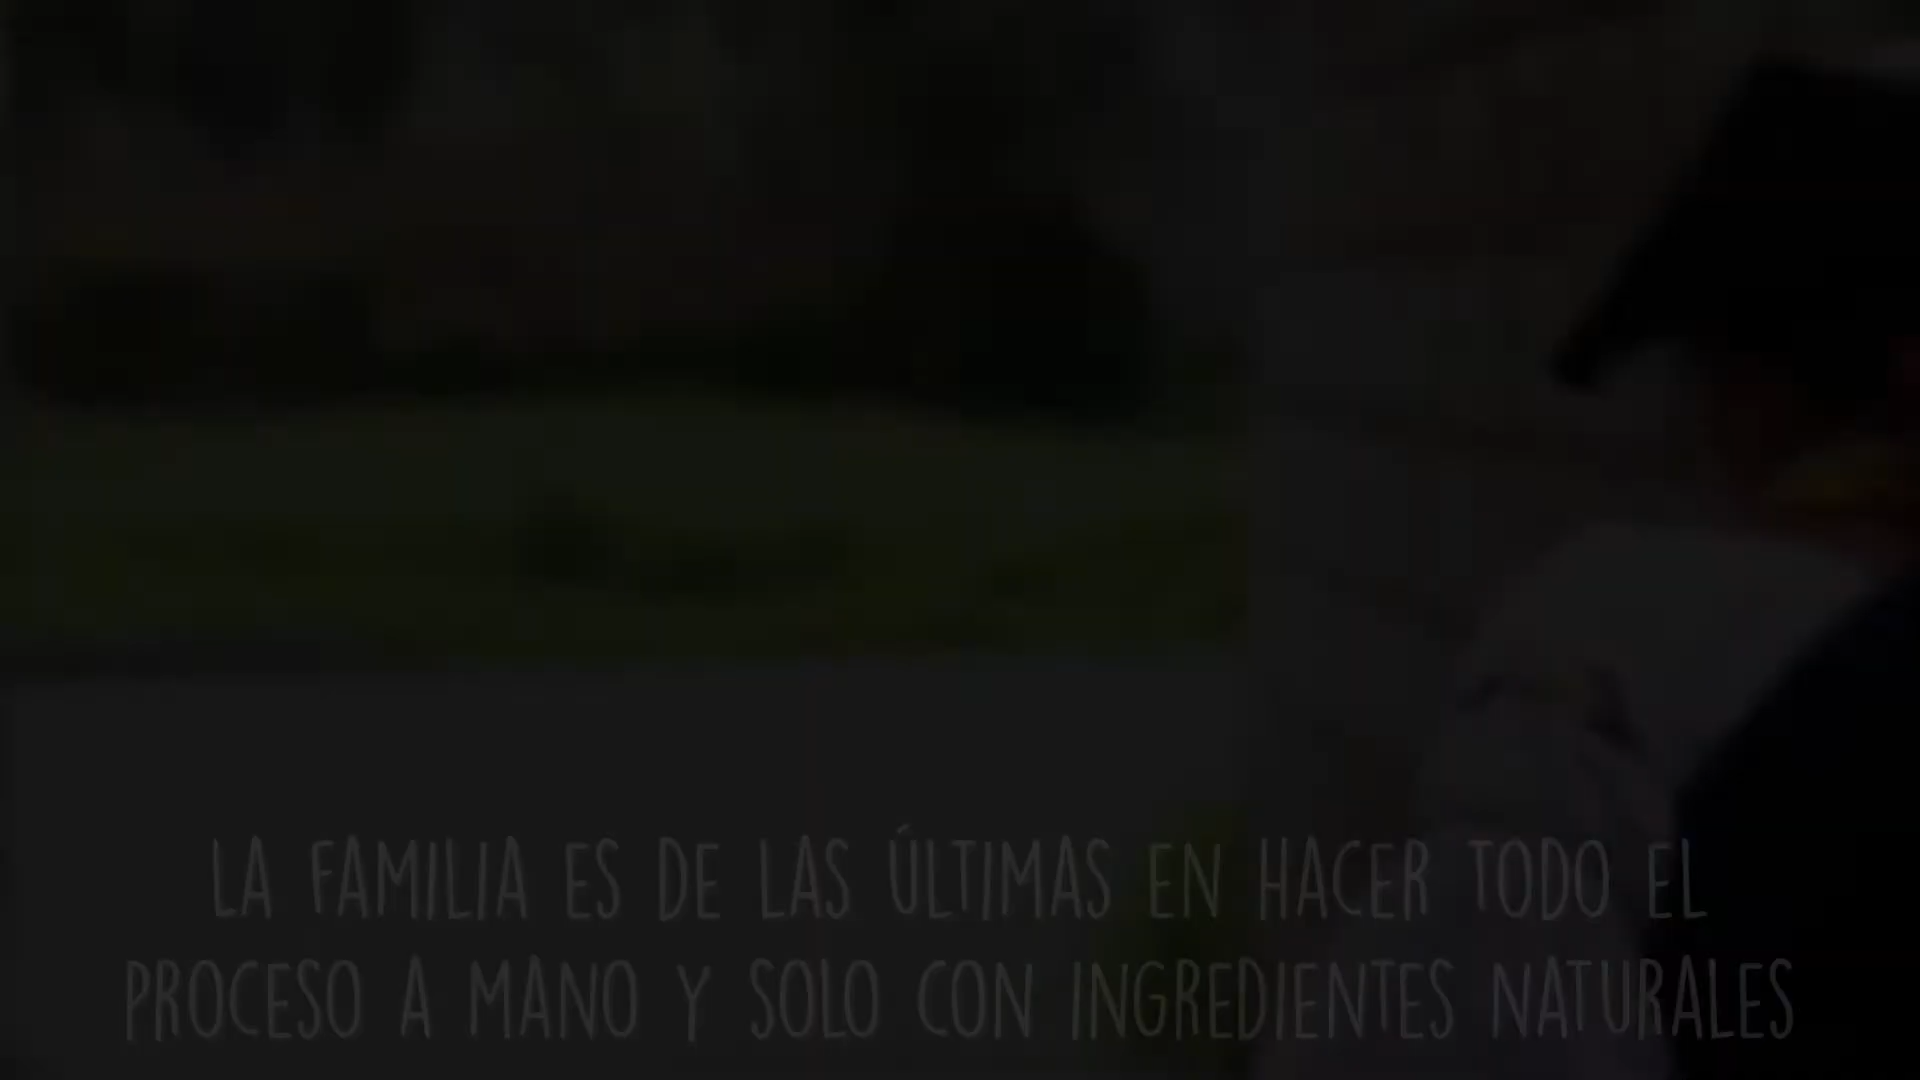 LA FAMILIA ES DE LAS ÚLTIMAS EN HACER TODO EL
PROCESO A MANO Y SOLO CON INGREDIENTES NATURALES